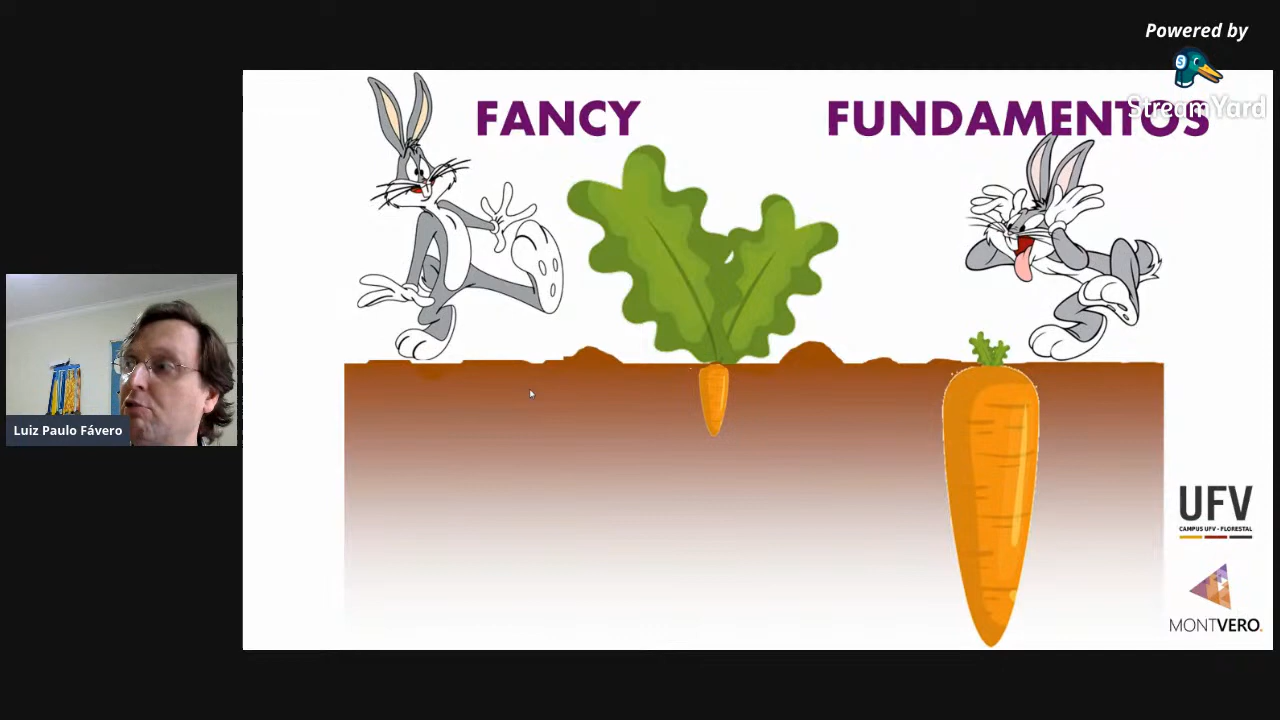 Powered by
StreamYard
FANCY
FUNDAMENTOS
Luiz Paulo Fávero
UFV
CAMPUS UFV - FLORESTAL
MONTVERO.